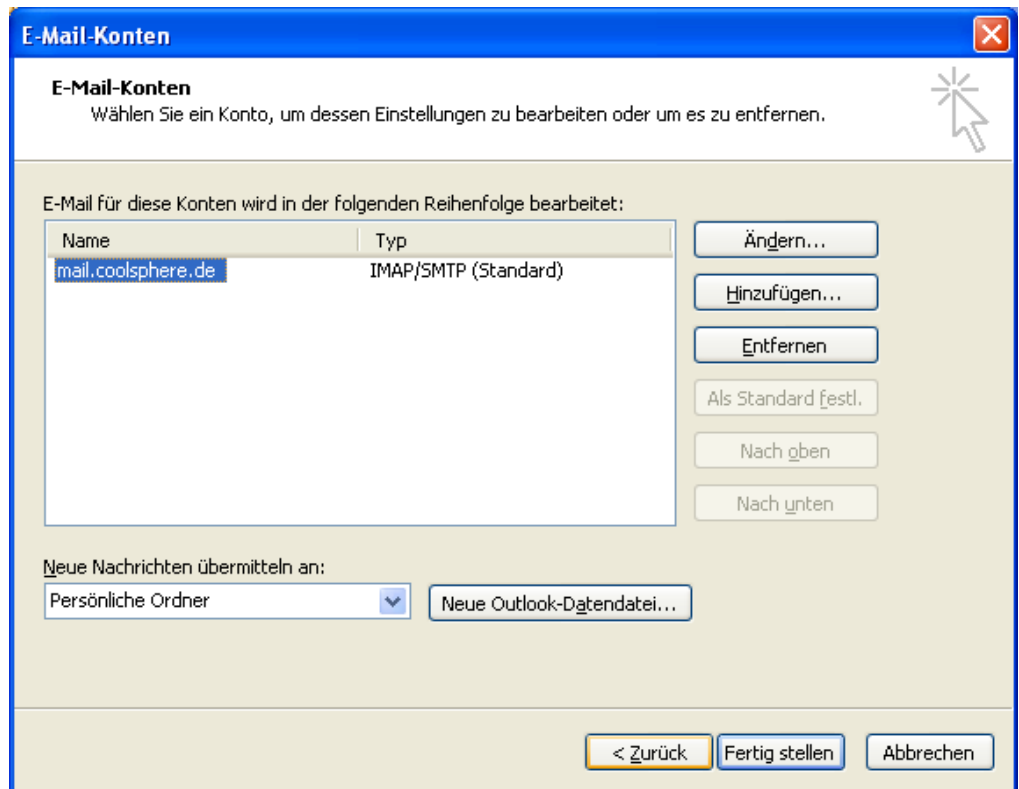 E-Mail-Konten
E-Mail-Konten
Wählen Sie ein Konto, um dessen Einstellungen zu bearbeiten oder um es zu entfernen.
E-Mail für diese Konten wird in der folgenden Reihenfolge bearbeitet:
Name Typ
mail.coolsphere.de IMAP/SMTP (Standard)
Ändern...
Hinzufügen...
Entfernen
Als Standard festl.
Nach oben
Nach unten
Neue Nachrichten übermitteln an:
Persönliche Ordner Neue Outlook-Datendatei...
< Zurück Fertig stellen Abbrechen